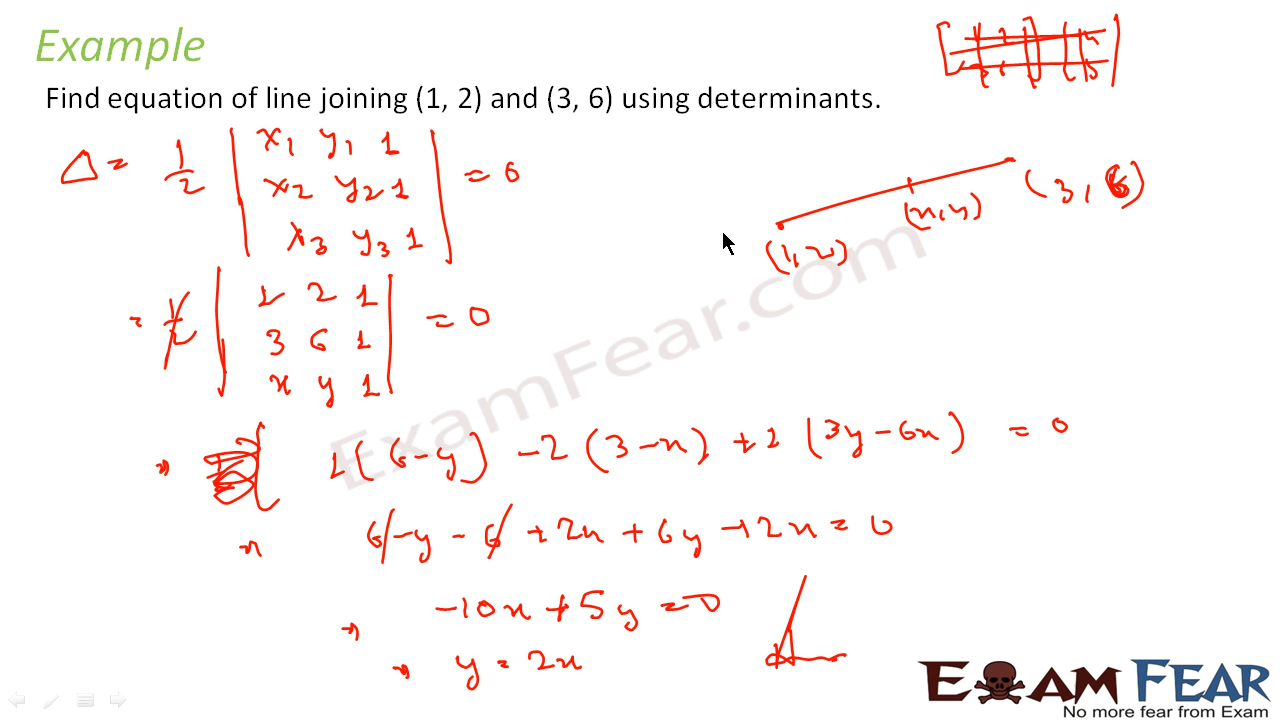 Example
Find equation of line joining (1, 2) and (3, 6) using determinants.
Δ = 1/2 | x1 y1 1 | = 0
x2 y2 1
x3 y3 1
(3, 6)
(x, y)
(1, 2)
= 1/2 | 1 2 1 | = 0
3 6 1
x y 1
⇒ 1(6-y) -2(3-x) +1(3y-6x) = 0
⇒ 6-y-6+2x+6y-12x=0
⇒ -10x+5y=0
⇒ y = 2x
ExamFear.com
EXAM FEAR
No more fear from Exam